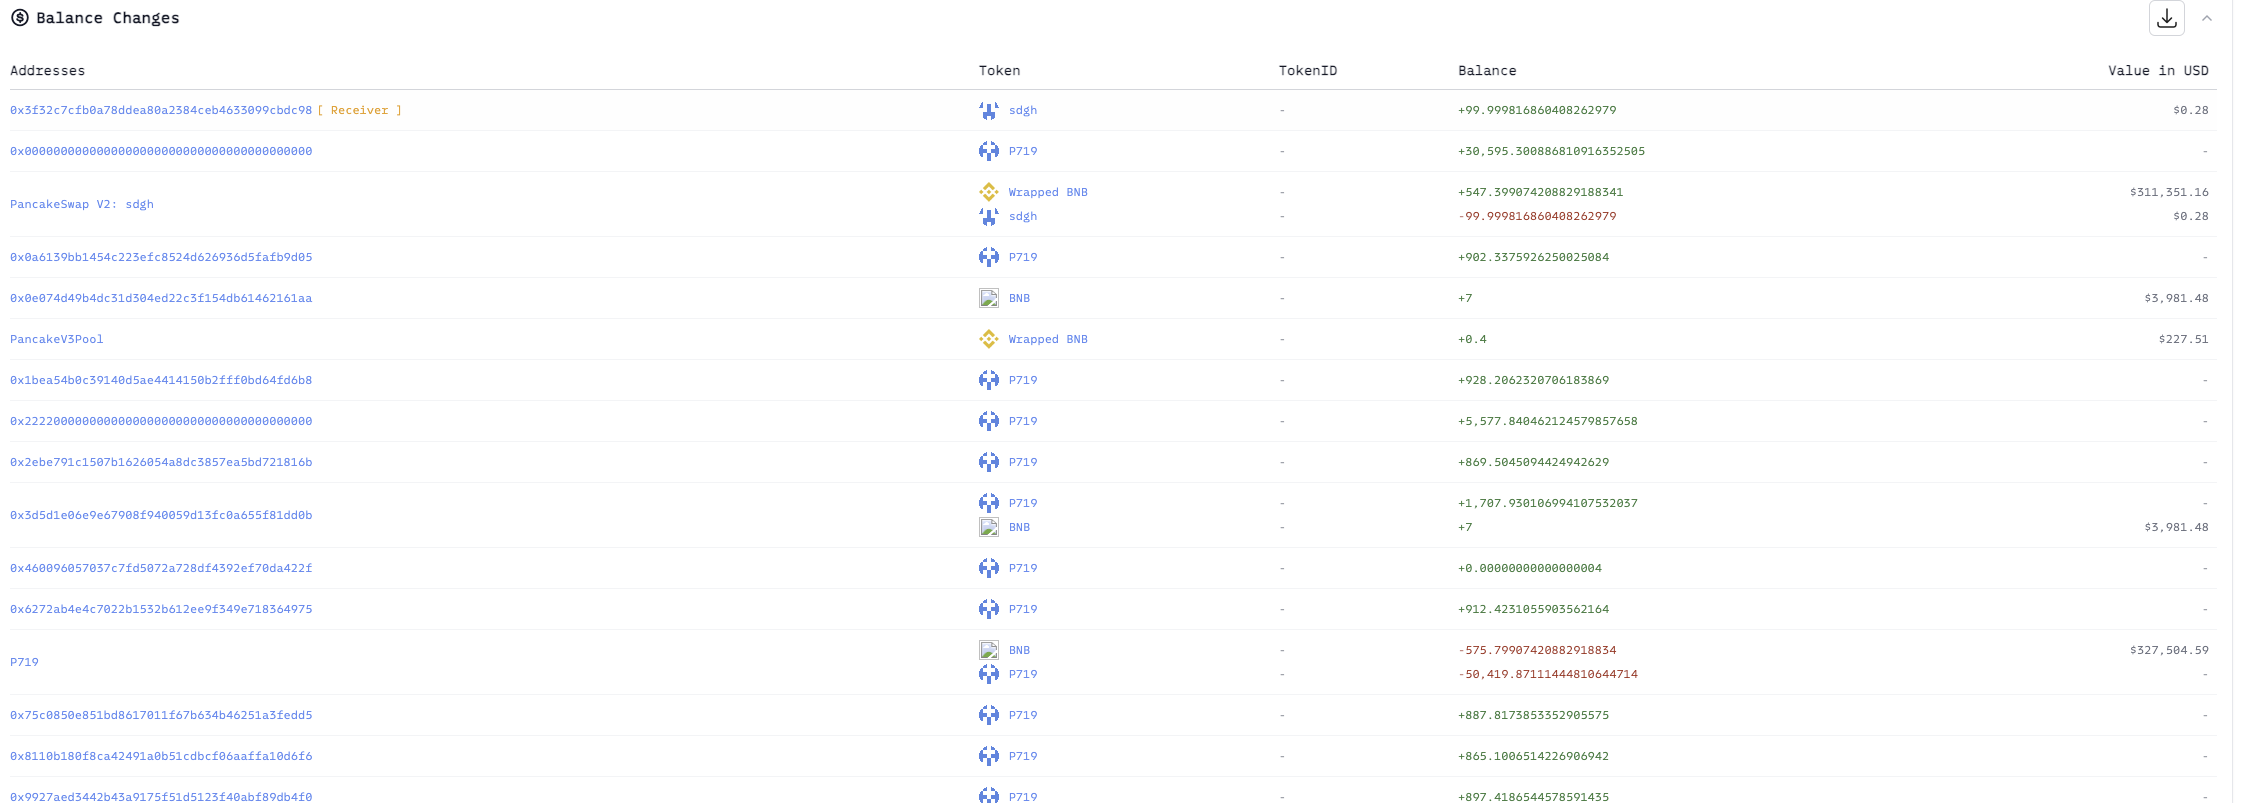 Balance Changes
Addresses Token TokenID Balance Value in USD
0x3f32c7cfb0a78ddea80a2384ceb4633099cbdc98 [ Receiver ] sdgh - +99.999816860408262979 $0.28
0x0000000000000000000000000000000000000000 P719 - +30,595.300886810916352505 -
Wrapped BNB - +547.399074208829188341 $311,351.16
PancakeSwap V2: sdgh
sdgh - -99.999816860408262979 $0.28
0x0a6139bb1454c223efc8524d626936d5fafb9d05 P719 - +902.3375926250025084 -
0x0e074d49b4dc31d304ed22c3f154db61462161aa BNB - +7 $3,981.48
PancakeV3Pool Wrapped BNB - +0.4 $227.51
0x1bea54b0c39140d5ae4414150b2fff0bd64fd6b8 P719 - +928.2062320706183869 -
0x2222000000000000000000000000000000000000 P719 - +5,577.840462124579857658 -
0x2ebe791c1507b1626054a8dc3857ea5bd721816b P719 - +869.5045094424942629 -
P719 - +1,707.930106994107532037 -
0x3d5d1e06e9e67908f940059d13fc0a655f81dd0b
BNB - +7 $3,981.48
0x460096057037c7fd5072a728df4392ef70da422f P719 - +0.00000000000000004 -
0x6272ab4e4c7022b1532b612ee9f349e718364975 P719 - +912.4231055903562164 -
BNB - -575.79907420882918834 $327,504.59
P719
P719 - -50,419.87111444810644714 -
0x75c0850e851bd8617011f67b634b46251a3fedd5 P719 - +887.8173853352905575 -
0x8110b180f8ca42491a0b51cdbcf06aaffa10d6f6 P719 - +865.1006514226906942 -
0x9927aed3442b43a9175f51d5123f40abf89db4f0 P719 - +897.4186544578591435 -